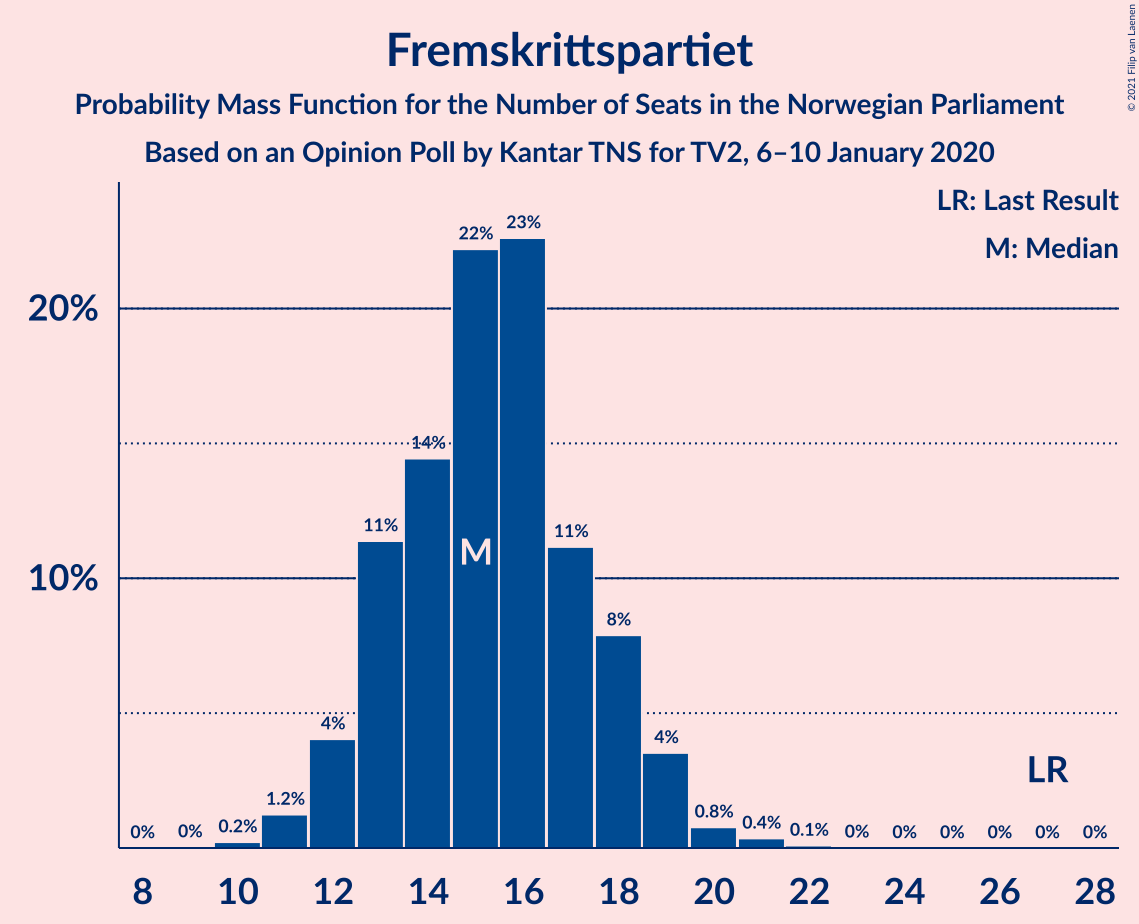 Fremskrittspartiet
Probability Mass Function for the Number of Seats in the Norwegian Parliament
Based on an Opinion Poll by Kantar TNS for TV2, 6–10 January 2020
© 2021 Filip van Laenen
LR: Last Result
M: Median
20%
10%
0% 0% 0.2% 1.2% 4% 11% 14% 22% 23% 11% 8% 4% 0.8% 0.4% 0.1% 0% 0% 0% 0% 0% 0%
M
LR
8 10 12 14 16 18 20 22 24 26 28